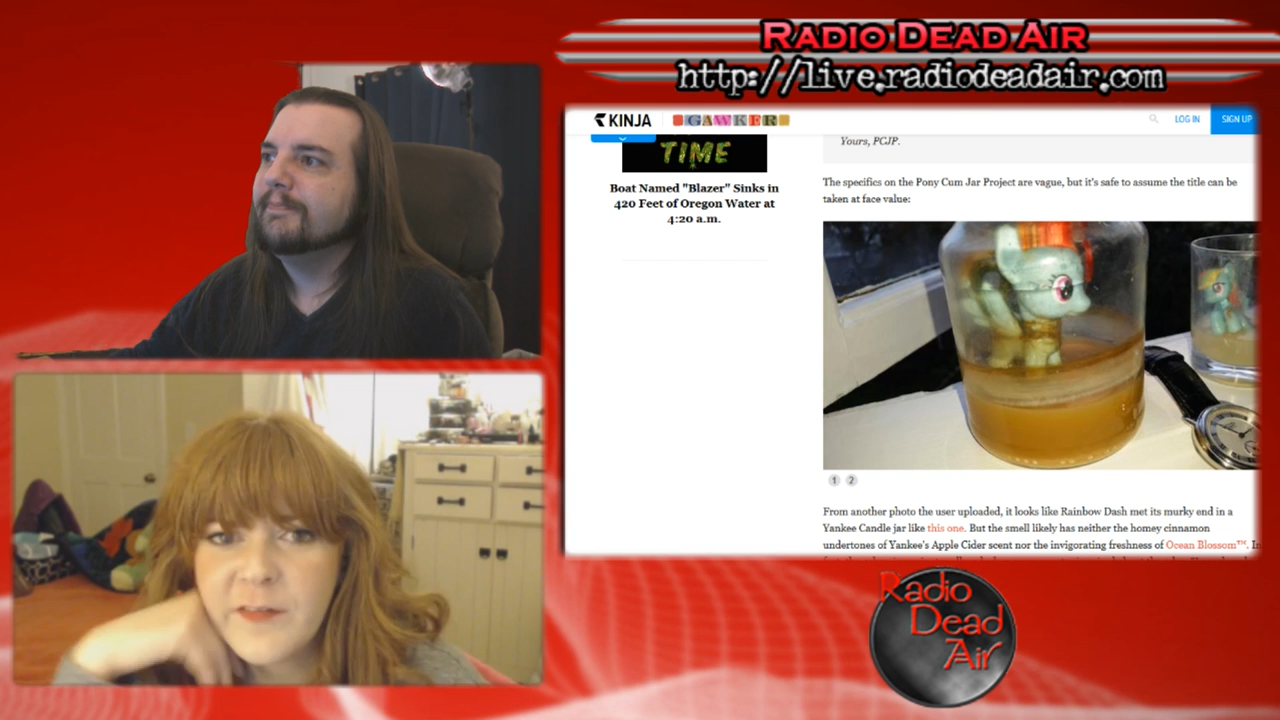 RADIO DEAD AIR
http://live.radiodeadair.com
KINJA
GAWKER
LOG IN
SIGN UP
TIME
Boat Named "Blazer" Sinks in
420 Feet of Oregon Water at
4:20 a.m.
Yours, PCJP.
The specifics on the Pony Cum Jar Project are vague, but it's safe to assume the title can be
taken at face value:
1 2
From another photo the user uploaded, it looks like Rainbow Dash met its murky end in a
Yankee Candle jar like this one. But the smell likely has neither the homey cinnamon
undertones of Yankee's Apple Cider scent nor the invigorating freshness of Ocean Blossom™. In
Radio
Dead
Air